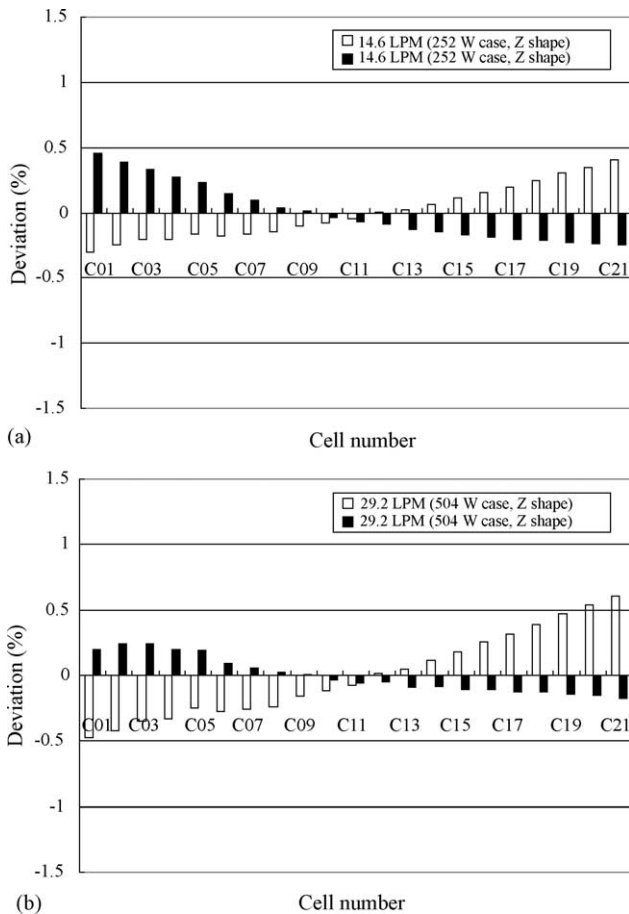 1.5
14.6 LPM (252 W case, Z shape)
14.6 LPM (252 W case, Z shape)
1
0.5
0
C01 C03 C05 C07 C09 C11 C13 C15 C17 C19 C21
-0.5
-1
-1.5
Deviation (%)
(a)
Cell number
1.5
29.2 LPM (504 W case, Z shape)
29.2 LPM (504 W case, Z shape)
1
0.5
0
C01 C03 C05 C07 C09 C11 C13 C15 C17 C19 C21
-0.5
-1
-1.5
Deviation (%)
(b)
Cell number